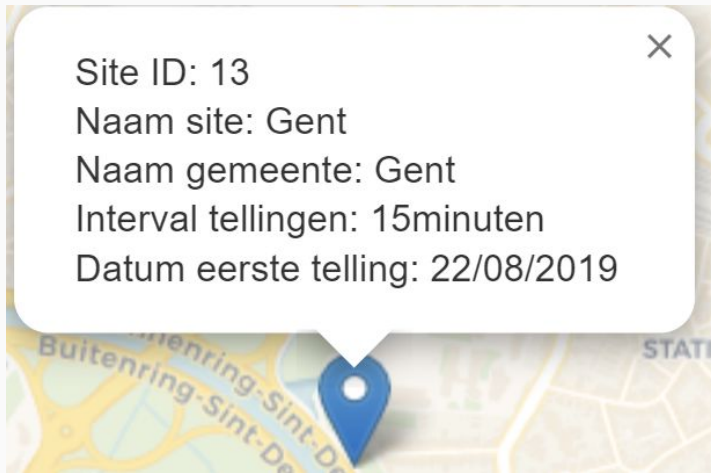 Site ID: 13
Naam site: Gent
Naam gemeente: Gent
Interval tellingen: 15minuten
Datum eerste telling: 22/08/2019
Buitenring-Sint-De